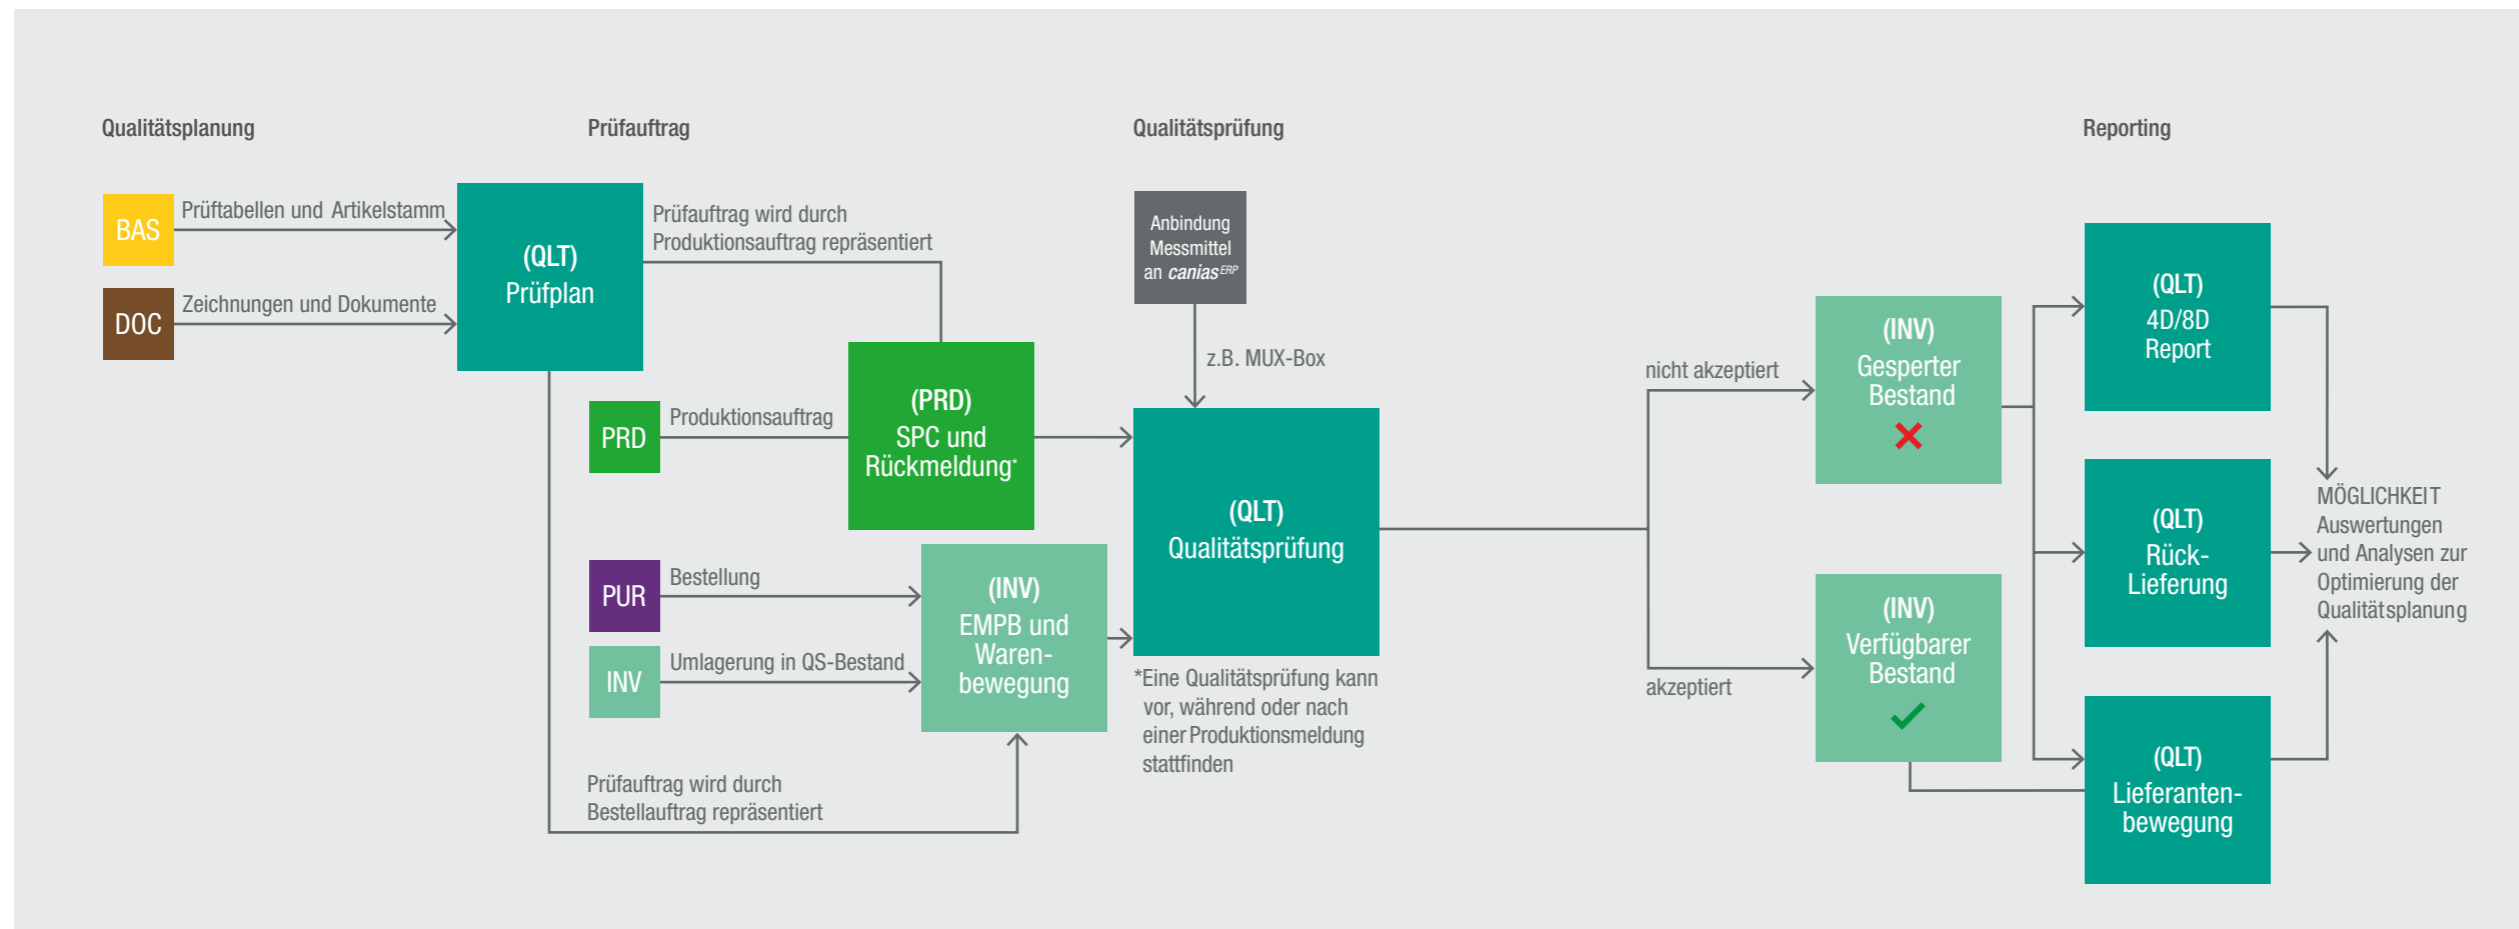 Qualitätsplanung
Prüfauftrag
Qualitätsprüfung
Reporting
BAS
Prüftabellen und Artikelstamm
DOC
Zeichnungen und Dokumente
(QLT)
Prüfplan
Prüfauftrag wird durch
Produktionsauftrag repräsentiert
PRD
Produktionsauftrag
(PRD)
SPC und
Rückmeldung*
PUR
Bestellung
INV
Umlagerung in QS-Bestand
(INV)
EMPB und
Waren-
bewegung
Prüfauftrag wird durch
Bestellauftrag repräsentiert
Anbindung
Messmittel
an canias ERP
z.B. MUX-Box
(QLT)
Qualitätsprüfung
*Eine Qualitätsprüfung kann
vor, während oder nach
einer Produktionsmeldung
stattfinden
nicht akzeptiert
akzeptiert
(INV)
Gesperter
Bestand
(INV)
Verfügbarer
Bestand
(QLT)
4D/8D
Report
(QLT)
Rück-
Lieferung
(QLT)
Lieferanten-
bewegung
MÖGLICHKEIT
Auswertungen
und Analysen zur
Optimierung der
Qualitätsplanung